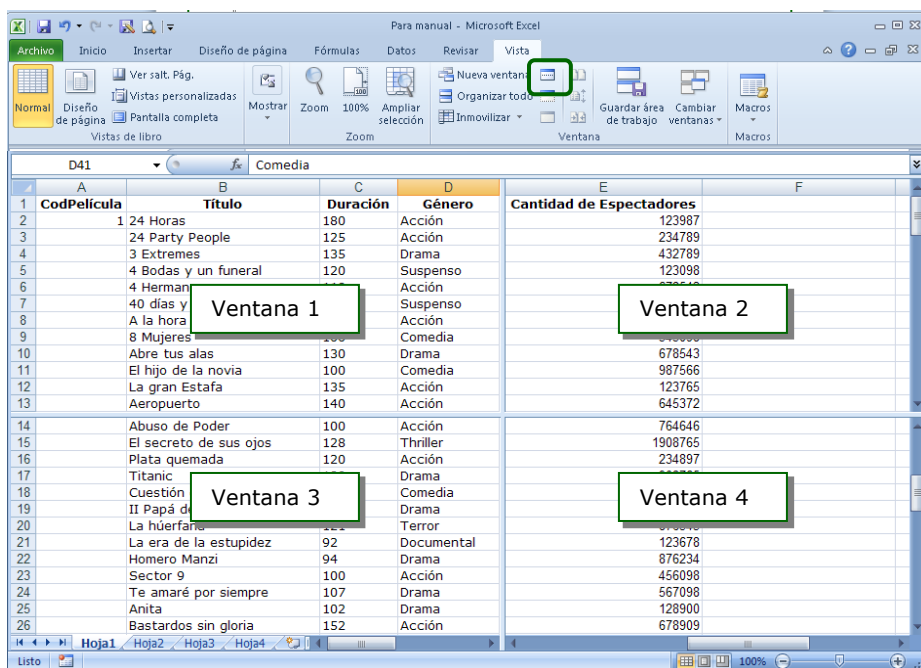 Para manual - Microsoft Excel
Archivo Inicio Insertar Diseño de página Fórmulas Datos Revisar Vista
Normal
Diseño de página
Ver salt. Pág.
Vistas personalizadas
Pantalla completa
Vistas de libro
Mostrar
Zoom
100%
Ampliar selección
Zoom
Nueva ventana
Organizar todo
Inmovilizar
Guardar área de trabajo
Cambiar ventanas
Ventana
Macros
Macros
D41 fx Comedia
A B C D E F
1 CodPelícula Título Duración Género Cantidad de Espectadores
2 1 24 Horas 180 Acción 123987
3 24 Party People 125 Acción 234789
4 3 Extremes 135 Drama 432789
5 4 Bodas y un funeral 120 Suspenso 123098
6 4 Herman Acción
7 40 días y Suspenso
8 A la hora Acción
Ventana 1 Ventana 2
9 8 Mujeres Comedia
10 Abre tus alas 130 Drama 678543
11 El hijo de la novia 100 Comedia 987566
12 La gran Estafa 135 Acción 123765
13 Aeropuerto 140 Acción 645372
14 Abuso de Poder 100 Acción 764646
15 El secreto de sus ojos 128 Thriller 1908765
16 Plata quemada 120 Acción 234897
17 Titanic Drama
18 Cuestión Comedia
Ventana 3 Ventana 4
19 II Papá de Drama
20 La húerfana Terror
21 La era de la estupidez 92 Documental 123678
22 Homero Manzi 94 Drama 876234
23 Sector 9 100 Acción 456098
24 Te amaré por siempre 107 Drama 567098
25 Anita 102 Drama 128900
26 Bastardos sin gloria 152 Acción 678909
Hoja1 Hoja2 Hoja3 Hoja4
Listo 100%